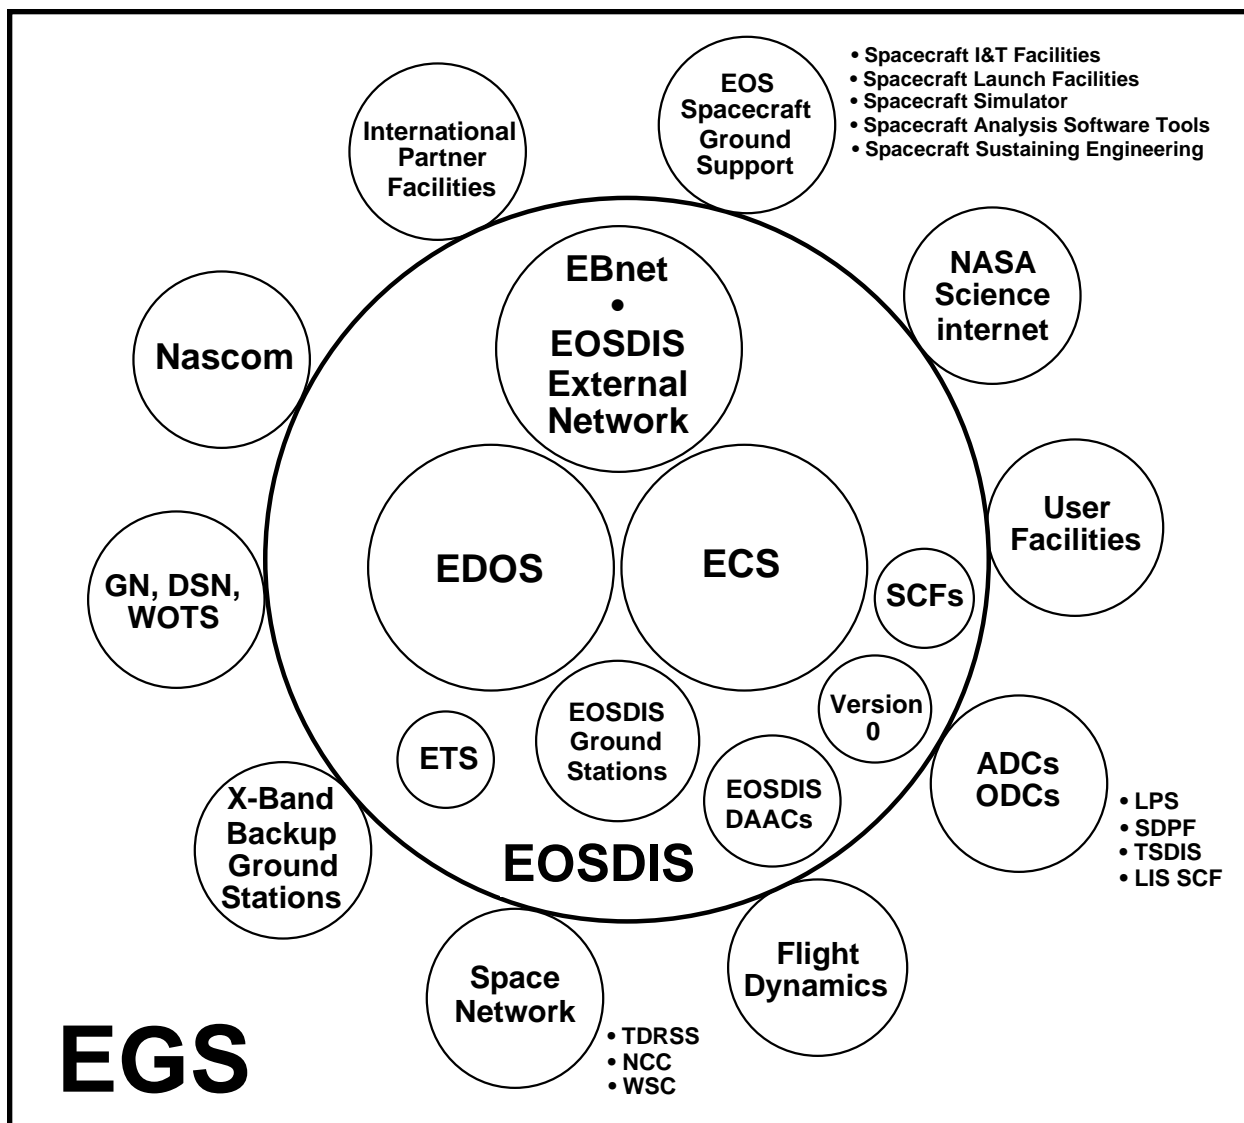 EOS
Spacecraft
Ground
Support
• Spacecraft I&T Facilities
• Spacecraft Launch Facilities
• Spacecraft Simulator
• Spacecraft Analysis Software Tools
• Spacecraft Sustaining Engineering
International
Partner
Facilities
NASA
Science
internet
EBnet
•
EOSDIS
External
Network
Nascom
User
Facilities
EDOS
ECS
SCFs
GN, DSN,
WOTS
Version
0
EOSDIS
Ground
Stations
ETS
EOSDIS
DAACs
ADCs
ODCs
• LPS
• SDPF
• TSDIS
• LIS SCF
X-Band
Backup
Ground
Stations
EOSDIS
Flight
Dynamics
Space
Network
• TDRSS
• NCC
• WSC
EGS